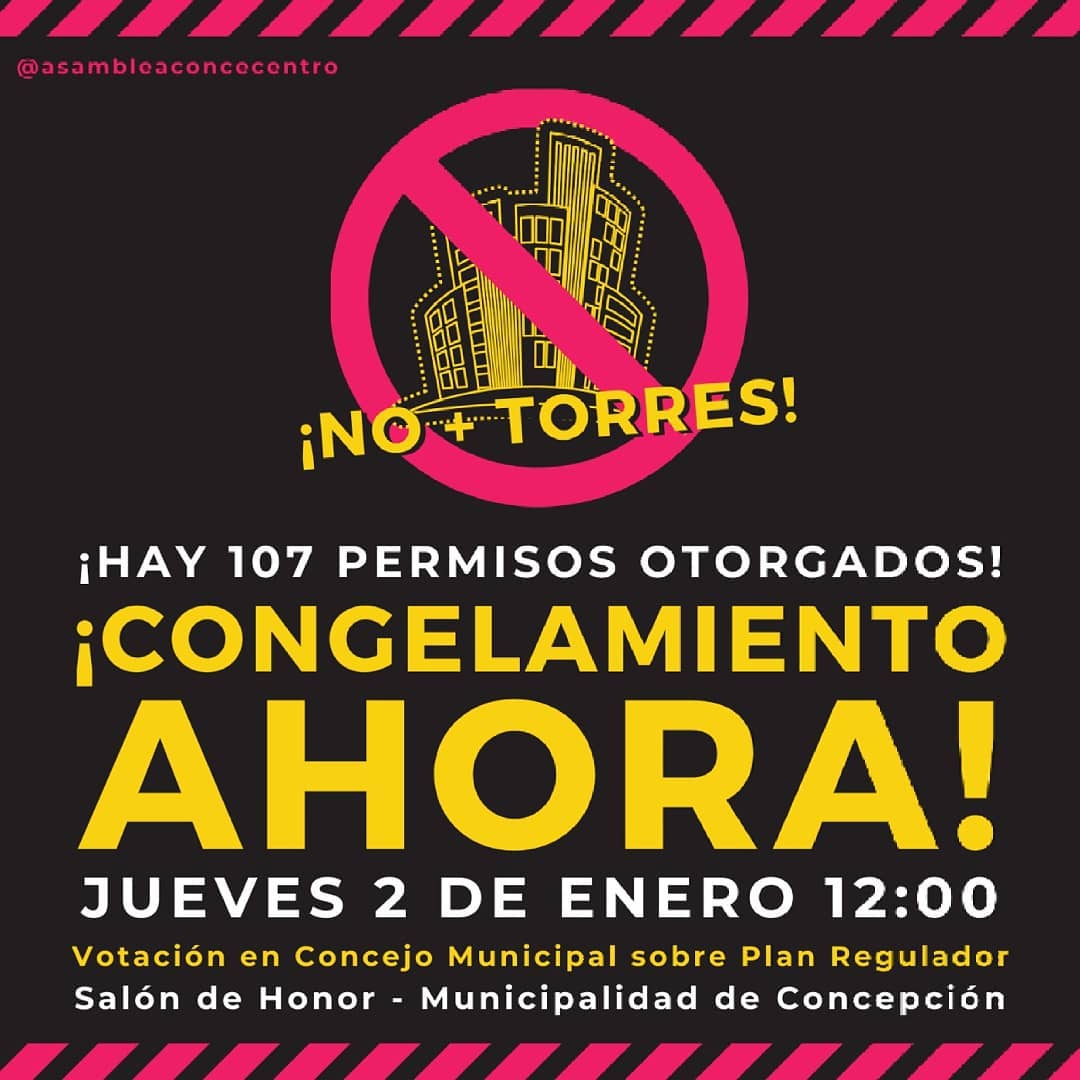 @asambleaconcecentro
¡NO + TORRES!
¡HAY 107 PERMISOS OTORGADOS!
¡CONGELAMIENTO
AHORA!
JUEVES 2 DE ENERO 12:00
Votación en Concejo Municipal sobre Plan Regulador
Salón de Honor - Municipalidad de Concepción